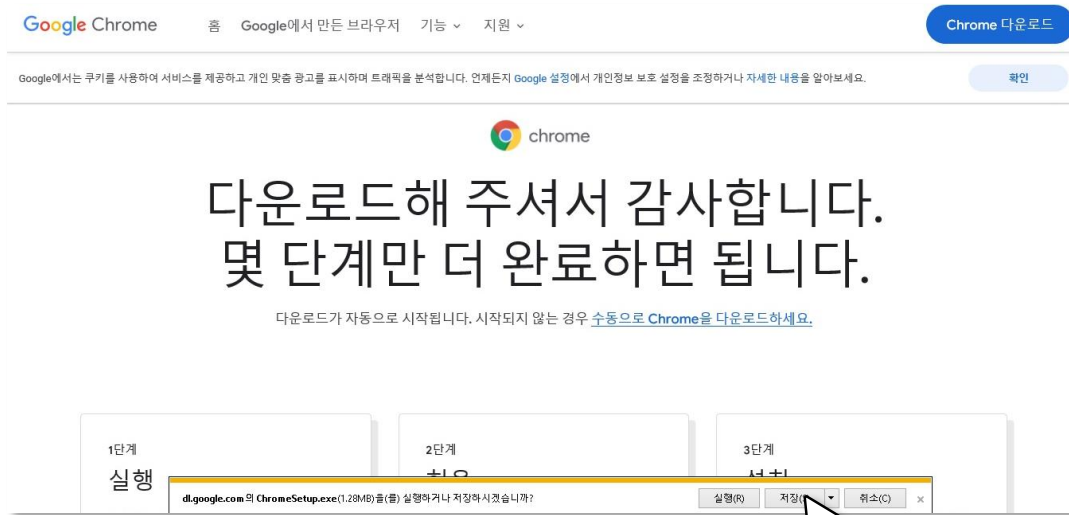 Google Chrome 홈 Google에서 만든 브라우저 기능 지원 Chrome 다운로드
Google에서는 쿠키를 사용하여 서비스를 제공하고 개인 맞춤 광고를 표시하며 트래픽을 분석합니다. 언제든지 Google 설정에서 개인정보 보호 설정을 조정하거나 자세한 내용을 알아보세요. 확인
chrome
다운로드해 주셔서 감사합니다.
몇 단계만 더 완료하면 됩니다.
다운로드가 자동으로 시작됩니다. 시작되지 않는 경우 수동으로 Chrome을 다운로드하세요.
1단계 2단계 3단계
실행
dl.google.com의 ChromeSetup.exe(1.28MB)을(를) 실행하거나 저장하시겠습니까? 실행(R) 저장( 취소(C) ×